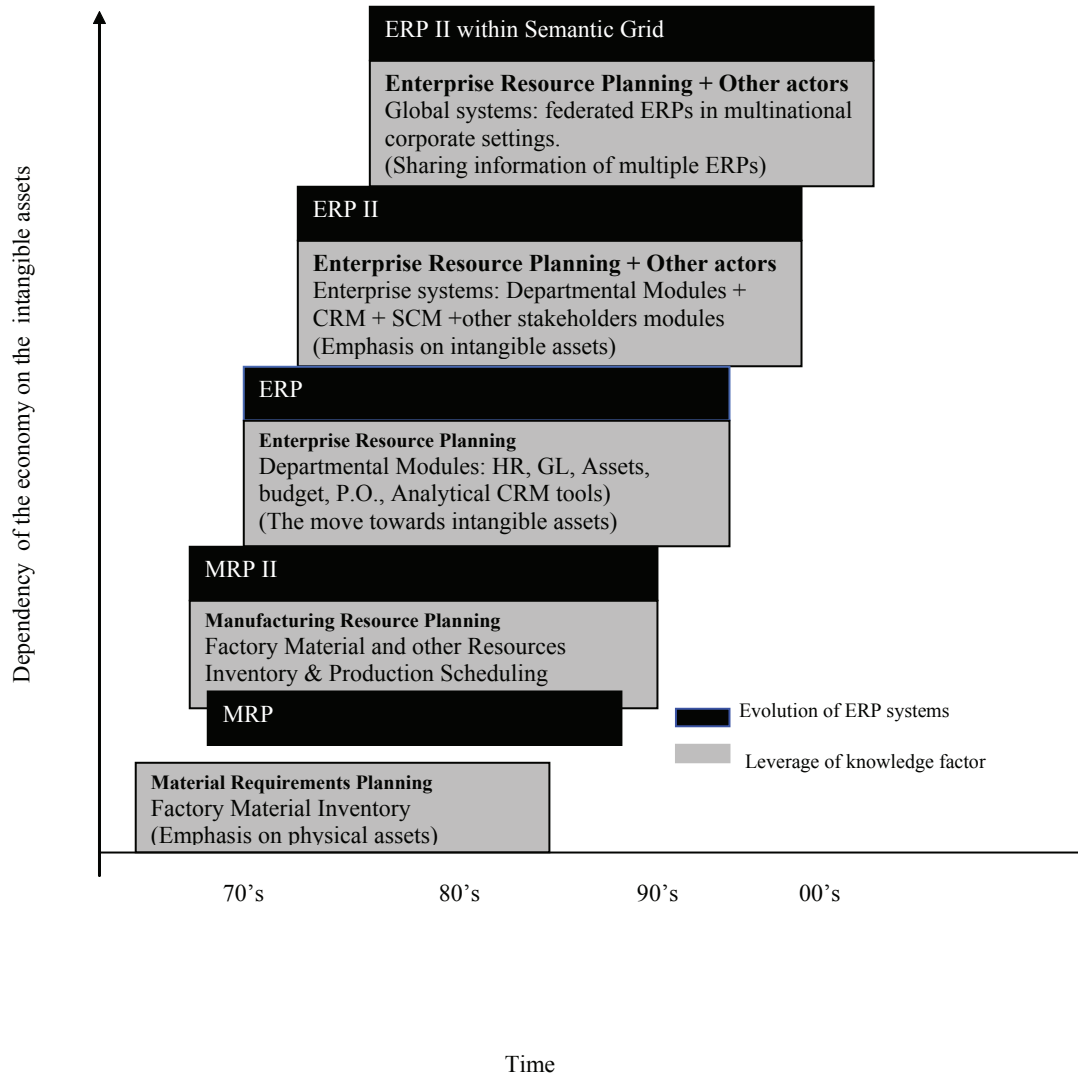 ERP II within Semantic Grid
Enterprise Resource Planning + Other actors
Global systems: federated ERPs in multinational
corporate settings.
(Sharing information of multiple ERPs)
ERP II
Enterprise Resource Planning + Other actors
Enterprise systems: Departmental Modules +
CRM + SCM +other stakeholders modules
(Emphasis on intangible assets)
ERP
Enterprise Resource Planning
Departmental Modules: HR, GL, Assets,
budget, P.O., Analytical CRM tools)
(The move towards intangible assets)
MRP II
Manufacturing Resource Planning
Factory Material and other Resources
Inventory & Production Scheduling
MRP
Material Requirements Planning
Factory Material Inventory
(Emphasis on physical assets)
Evolution of ERP systems
Leverage of knowledge factor
Dependency of the economy on the intangible assets
70’s 80’s 90’s 00’s
Time